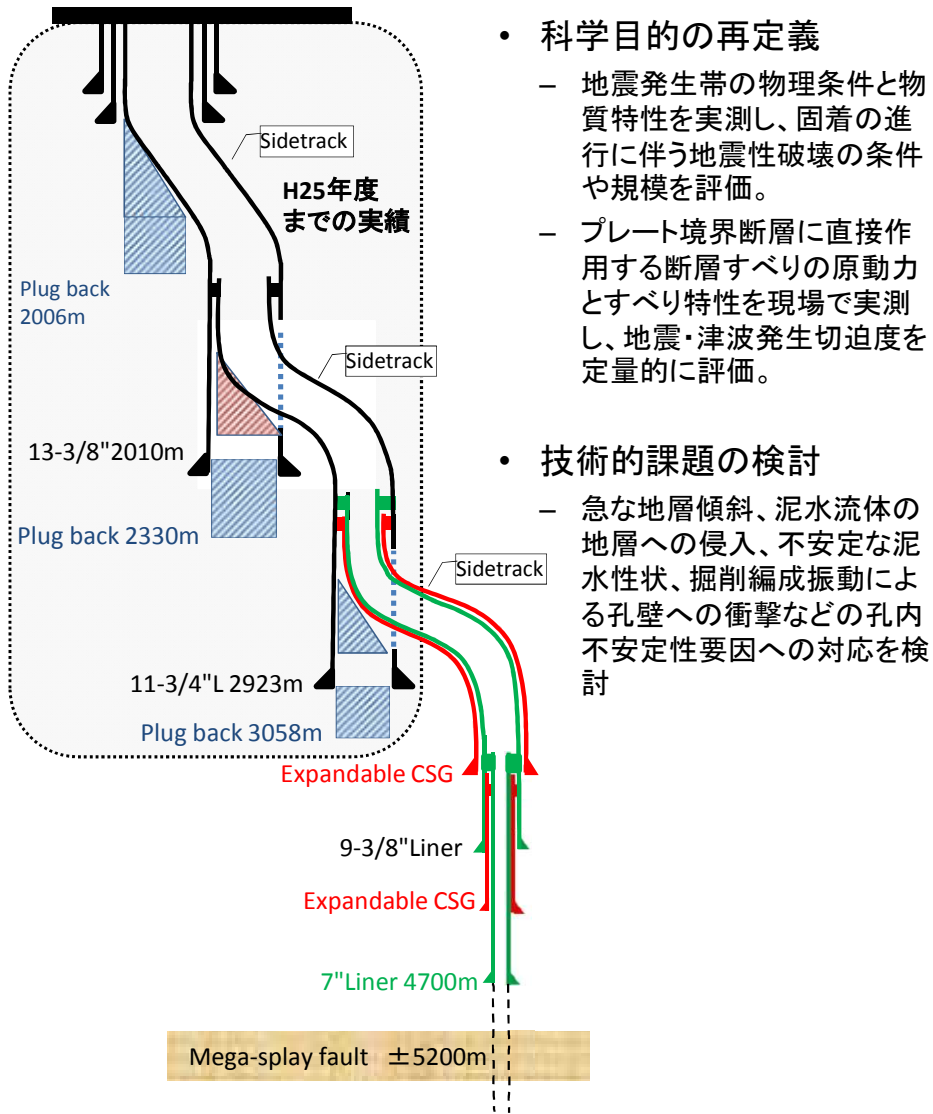 Sidetrack
H25年度
までの実績
Plug back
2006m
Sidetrack
13-3/8"2010m
Plug back 2330m
Sidetrack
11-3/4"L 2923m
Plug back 3058m
Expandable CSG
9-3/8"Liner
Expandable CSG
7"Liner 4700m
Mega-splay fault ±5200m
• 科学目的の再定義
– 地震発生帯の物理条件と物
質特性を実測し、固着の進
行に伴う地震性破壊の条件
や規模を評価。
– プレート境界断層に直接作
用する断層すべりの原動力
とすべり特性を現場で実測
し、地震・津波発生切迫度を
定量的に評価。
• 技術的課題の検討
– 急な地層傾斜、泥水流体の
地層への侵入、不安定な泥
水性状、掘削編成振動によ
る孔壁への衝撃などの孔内
不安定性要因への対応を検
討